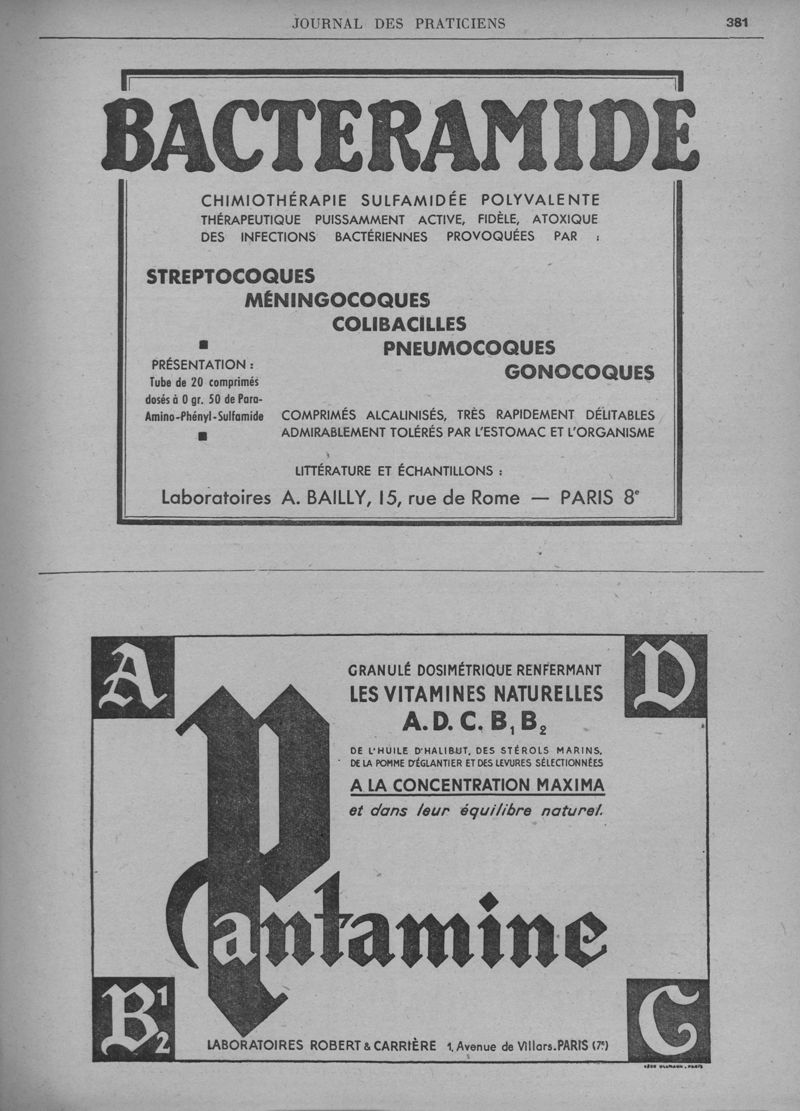 JOURNAL DES PRATICIENS 381
BACTERAMIDE
CHIMIOTHÉRAPIE SULFAMIDÉE POLYVALENTE
THÉRAPEUTIQUE PUISSAMMENT ACTIVE, FIDÈLE, ATOXIQUE
DES INFECTIONS BACTÉRIENNES PROVOQUÉES PAR :
STREPTOCOQUES
MÉNINGOCOQUES
COLIBACILLES
PNEUMOCOQUES
GONOCOQUES
PRÉSENTATION :
Tube de 20 comprimés
dosés à 0 gr. 50 de Para-
Amino-Phényl-Sulfamide
COMPRIMÉS ALCALINISÉS, TRÈS RAPIDEMENT DÉLITABLES
ADMIRABLEMENT TOLÉRÉS PAR L'ESTOMAC ET L'ORGANISME
LITTÉRATURE ET ÉCHANTILLONS :
Laboratoires A. BAILLY, 15, rue de Rome — PARIS 8e
A
D
GRANULÉ DOSIMÉTRIQUE RENFERMANT
LES VITAMINES NATURELLES
A. D. C. B1 B2
DE L'HUILE D'HALIBUT, DES STÉROLS MARINS,
DE LA POMME D'ÉGLANTIER ET DES LEVURES SÉLECTIONNÉES
A LA CONCENTRATION MAXIMA
et dans leur équilibre naturel.
Pantamine
B1 2
C
LABORATOIRES ROBERT & CARRIÈRE 1, Avenue de Villars_PARIS (7e)